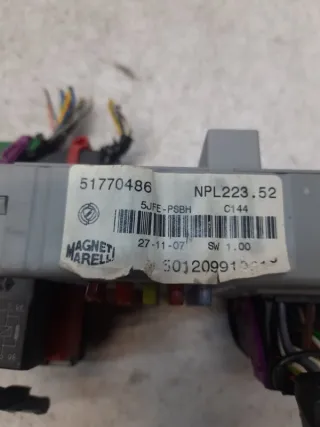 51770486 NPL223.52
5JFE-PSBH C144
27-11-07 SW 1.00
MAGNETI
MARELLI